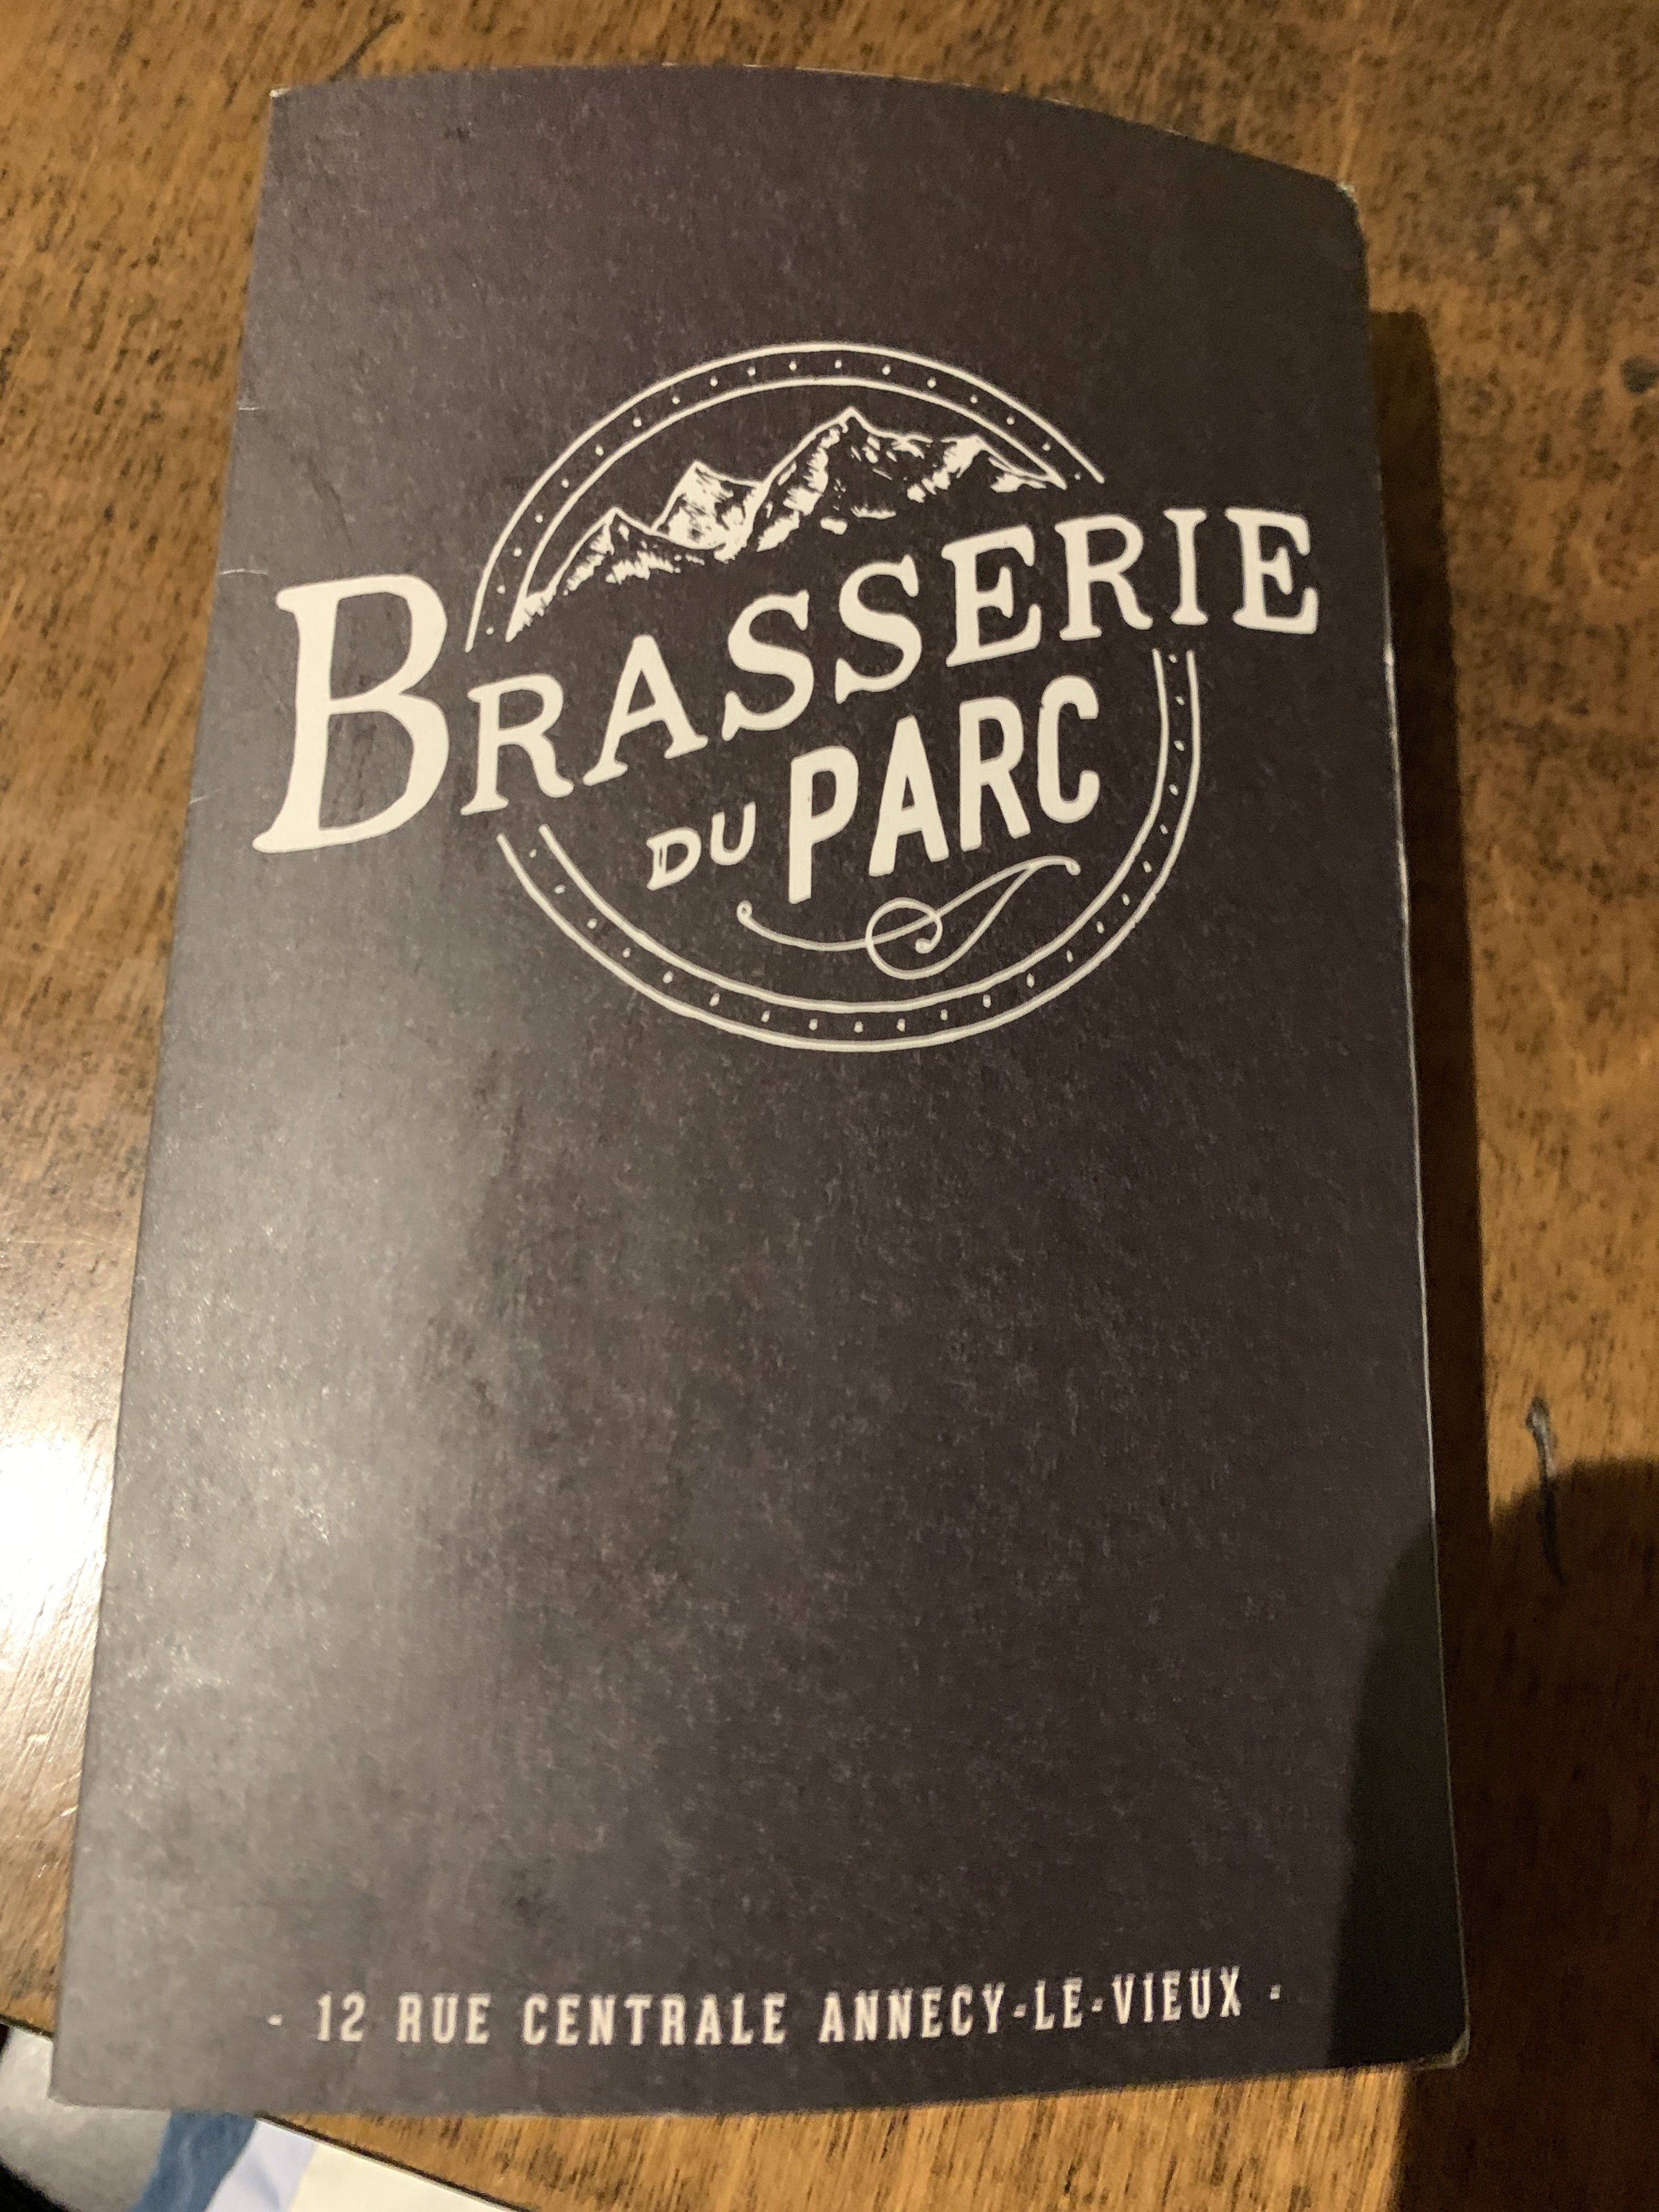 BRASSERIE
DU PARC
- 12 RUE CENTRALE ANNECY-LE-VIEUX -